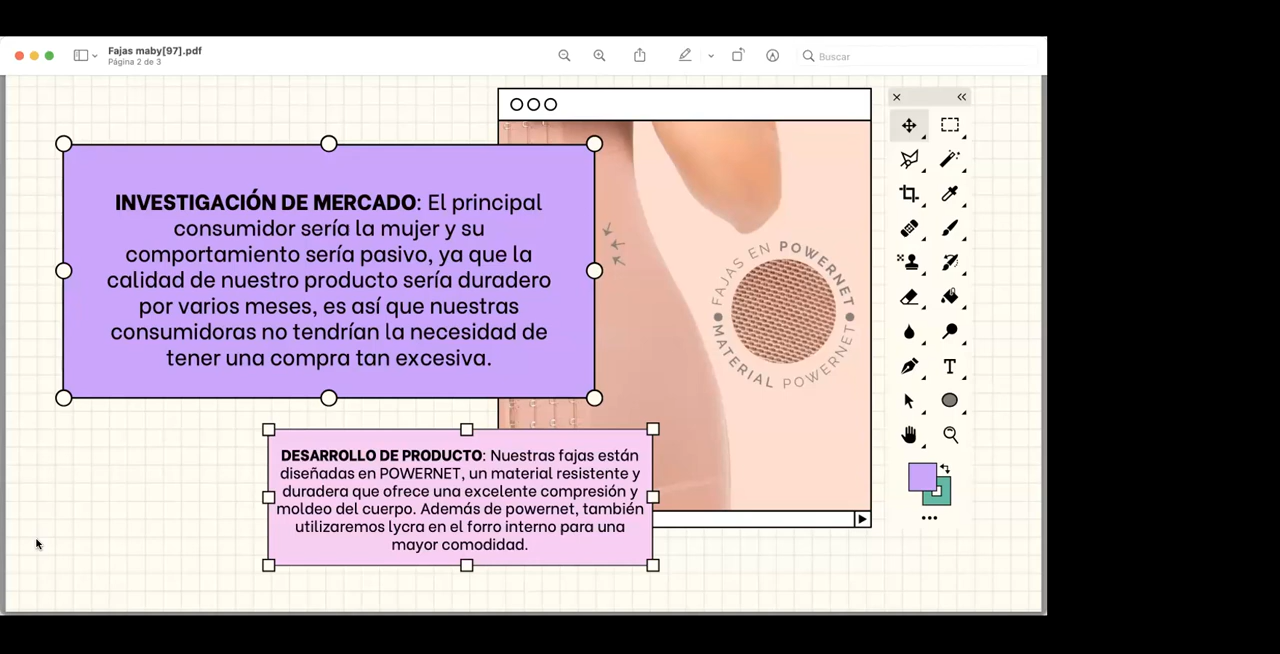 Fajas maby[97].pdf
Página 2 de 3
Buscar
INVESTIGACIÓN DE MERCADO: El principal
consumidor sería la mujer y su
comportamiento sería pasivo, ya que la
calidad de nuestro producto sería duradero
por varios meses, es así que nuestras
consumidoras no tendrían la necesidad de
tener una compra tan excesiva.
FAJAS EN POWERNET
MATERIAL POWERNET
DESARROLLO DE PRODUCTO: Nuestras fajas están
diseñadas en POWERNET, un material resistente y
duradera que ofrece una excelente compresión y
moldeo del cuerpo. Además de powernet, también
utilizaremos lycra en el forro interno para una
mayor comodidad.
T